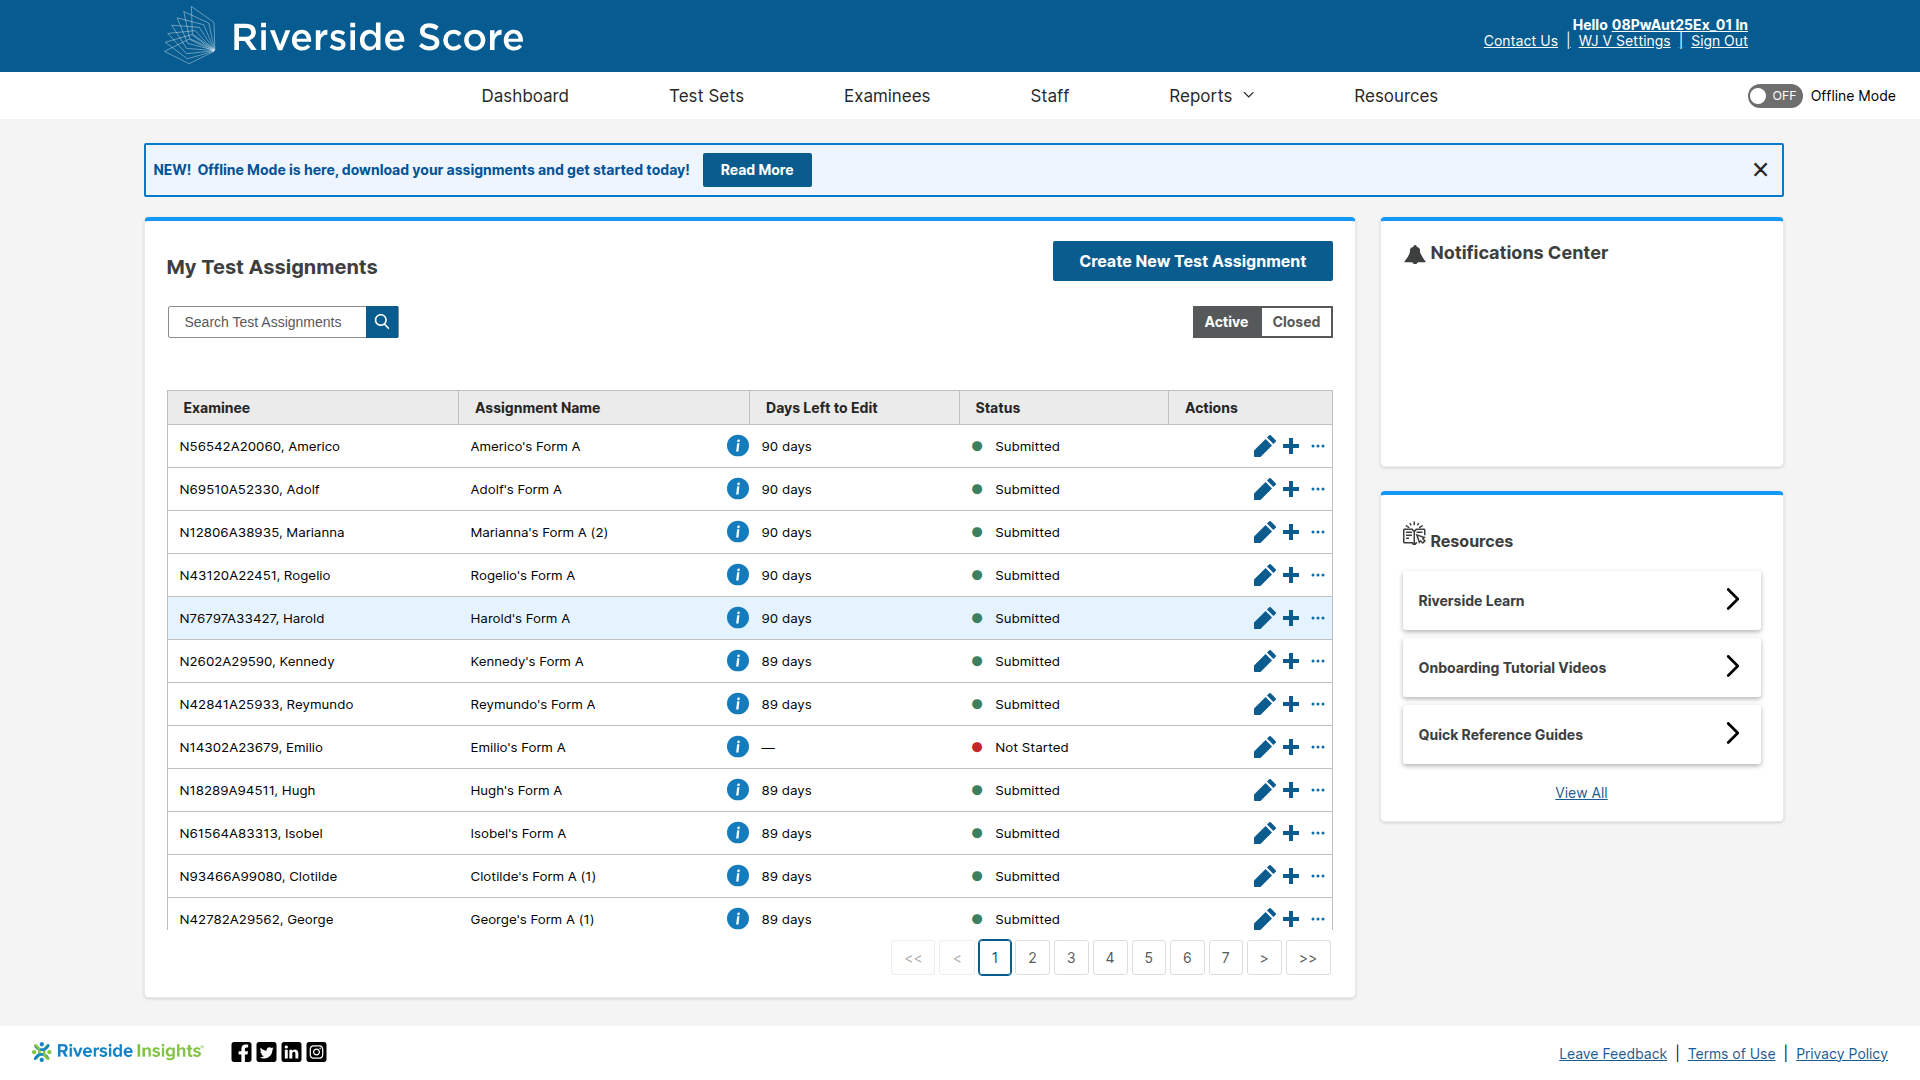 Riverside Score
Hello 08PwAut25Ex_01 In
Contact Us | WJ V Settings | Sign Out
Dashboard Test Sets Examinees Staff Reports Resources
OFF Offline Mode
NEW! Offline Mode is here, download your assignments and get started today! Read More
My Test Assignments
Create New Test Assignment
Search Test Assignments
Active Closed
Examinee Assignment Name Days Left to Edit Status Actions
N56542A20060, Americo Americo's Form A i 90 days Submitted
N69510A52330, Adolf Adolf's Form A i 90 days Submitted
N12806A38935, Marianna Marianna's Form A (2) i 90 days Submitted
N43120A22451, Rogelio Rogelio's Form A i 90 days Submitted
N76797A33427, Harold Harold's Form A i 90 days Submitted
N2602A29590, Kennedy Kennedy's Form A i 89 days Submitted
N42841A25933, Reymundo Reymundo's Form A i 89 days Submitted
N14302A23679, Emilio Emilio's Form A i — Not Started
N18289A94511, Hugh Hugh's Form A i 89 days Submitted
N61564A83313, Isobel Isobel's Form A i 89 days Submitted
N93466A99080, Clotilde Clotilde's Form A (1) i 89 days Submitted
N42782A29562, George George's Form A (1) i 89 days Submitted
<< < 1 2 3 4 5 6 7 > >>
Notifications Center
Resources
Riverside Learn
Onboarding Tutorial Videos
Quick Reference Guides
View All
Riverside Insights
Leave Feedback | Terms of Use | Privacy Policy